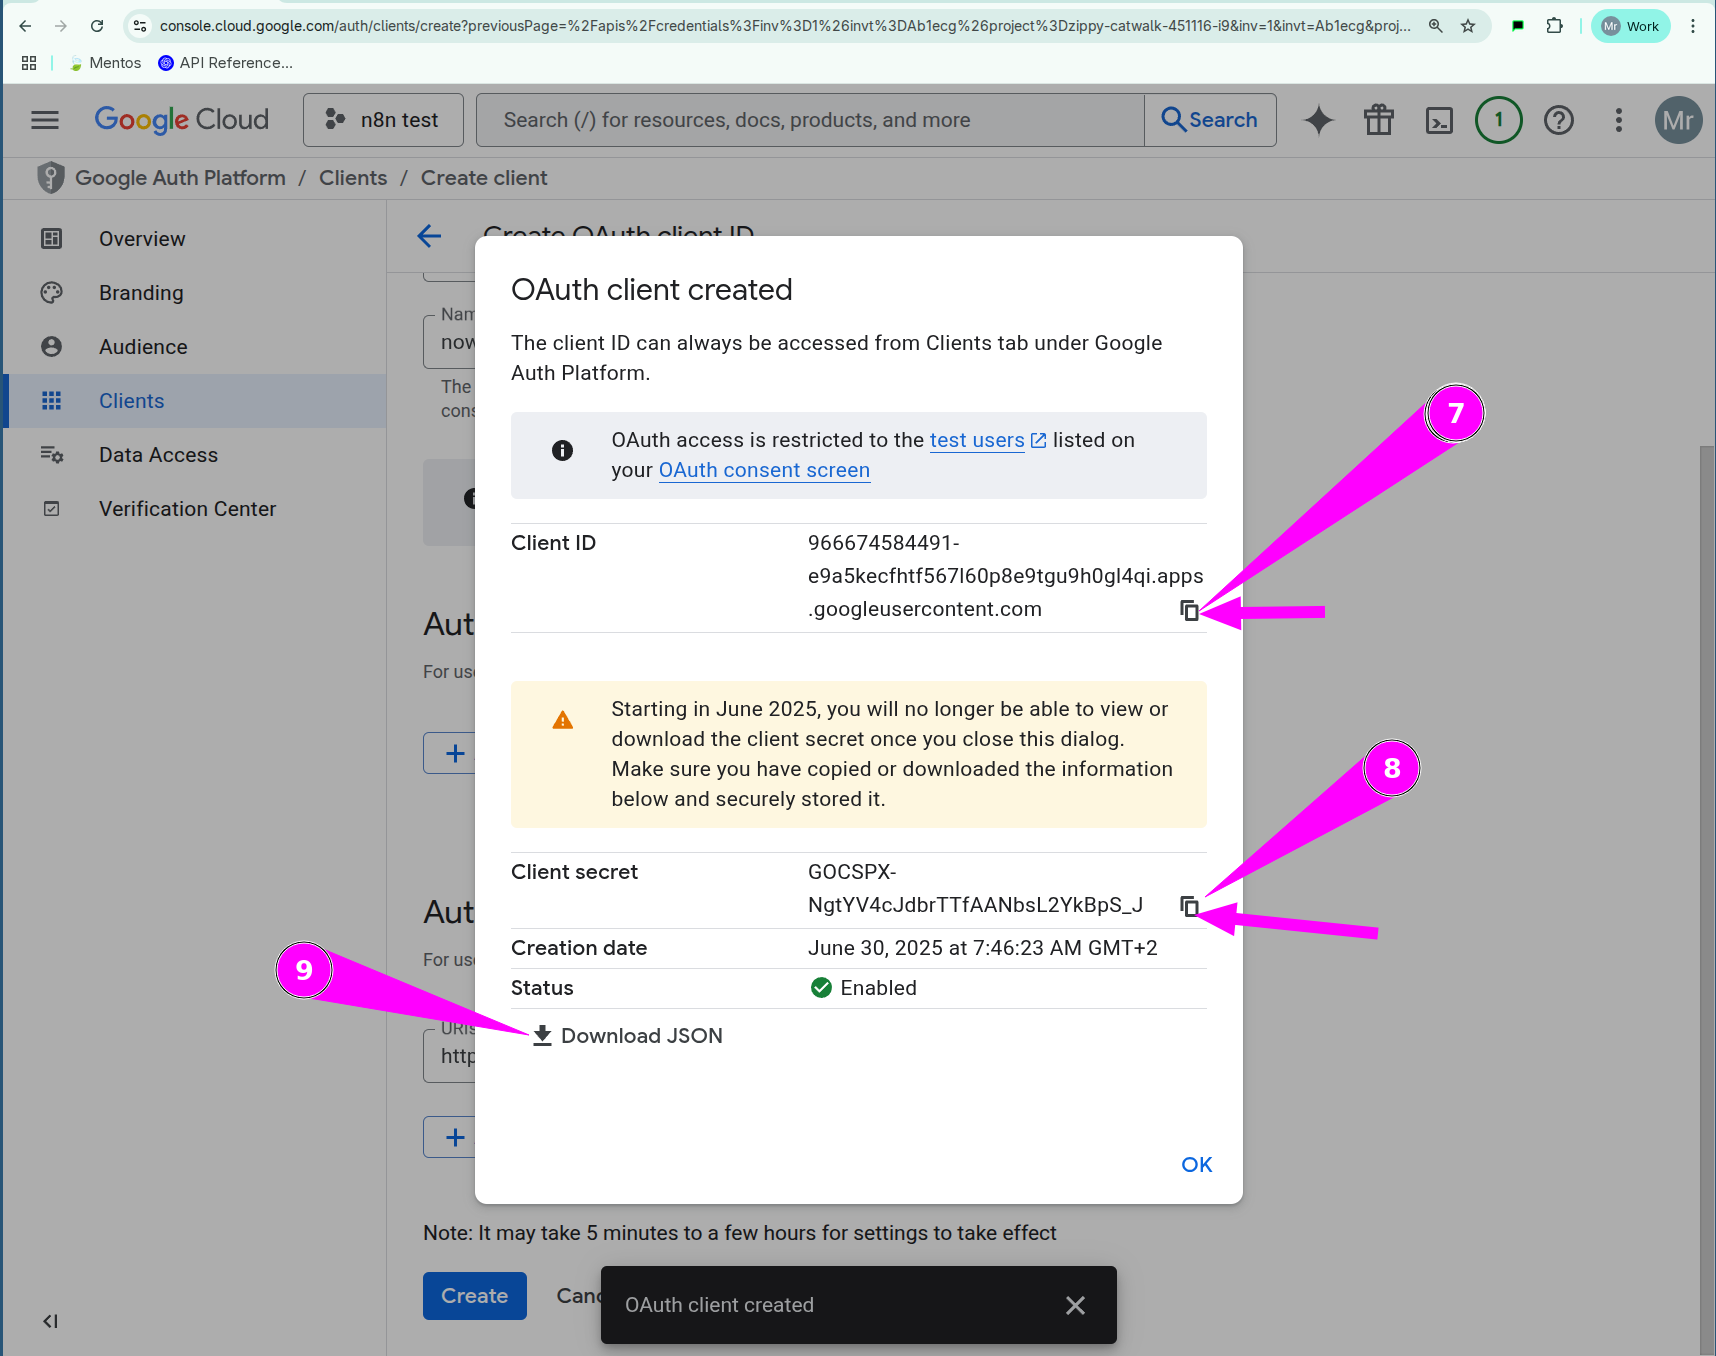 console.cloud.google.com/auth/clients/create?previousPage=%2Fapis%2Fcredentials%3Finv%3D1%26invt%3DAb1ecg%26project%3Dzippy-catwalk-451116-i9&inv=1&invt=Ab1ecg&proj...
Mr Work
Mentos API Reference...
Google Cloud n8n test Search (/) for resources, docs, products, and more Search 1 Mr
Google Auth Platform / Clients / Create client
Overview
Branding
Audience
Clients
Data Access
Verification Center
Create OAuth client ID
Nam
now
The
cons
Aut
For use
Aut
For use
URIs
http
OAuth client created
The client ID can always be accessed from Clients tab under Google
Auth Platform.
OAuth access is restricted to the test users listed on
your OAuth consent screen
Client ID 966674584491-
e9a5kecfhtf567l60p8e9tgu9h0gl4qi.apps
.googleusercontent.com
7
Starting in June 2025, you will no longer be able to view or
download the client secret once you close this dialog.
Make sure you have copied or downloaded the information
below and securely stored it.
8
Client secret GOCSPX-
NgtYV4cJdbrTTfAANbsL2YkBpS_J
Creation date June 30, 2025 at 7:46:23 AM GMT+2
Status Enabled
9
Download JSON
OK
Note: It may take 5 minutes to a few hours for settings to take effect
Create Canc
OAuth client created